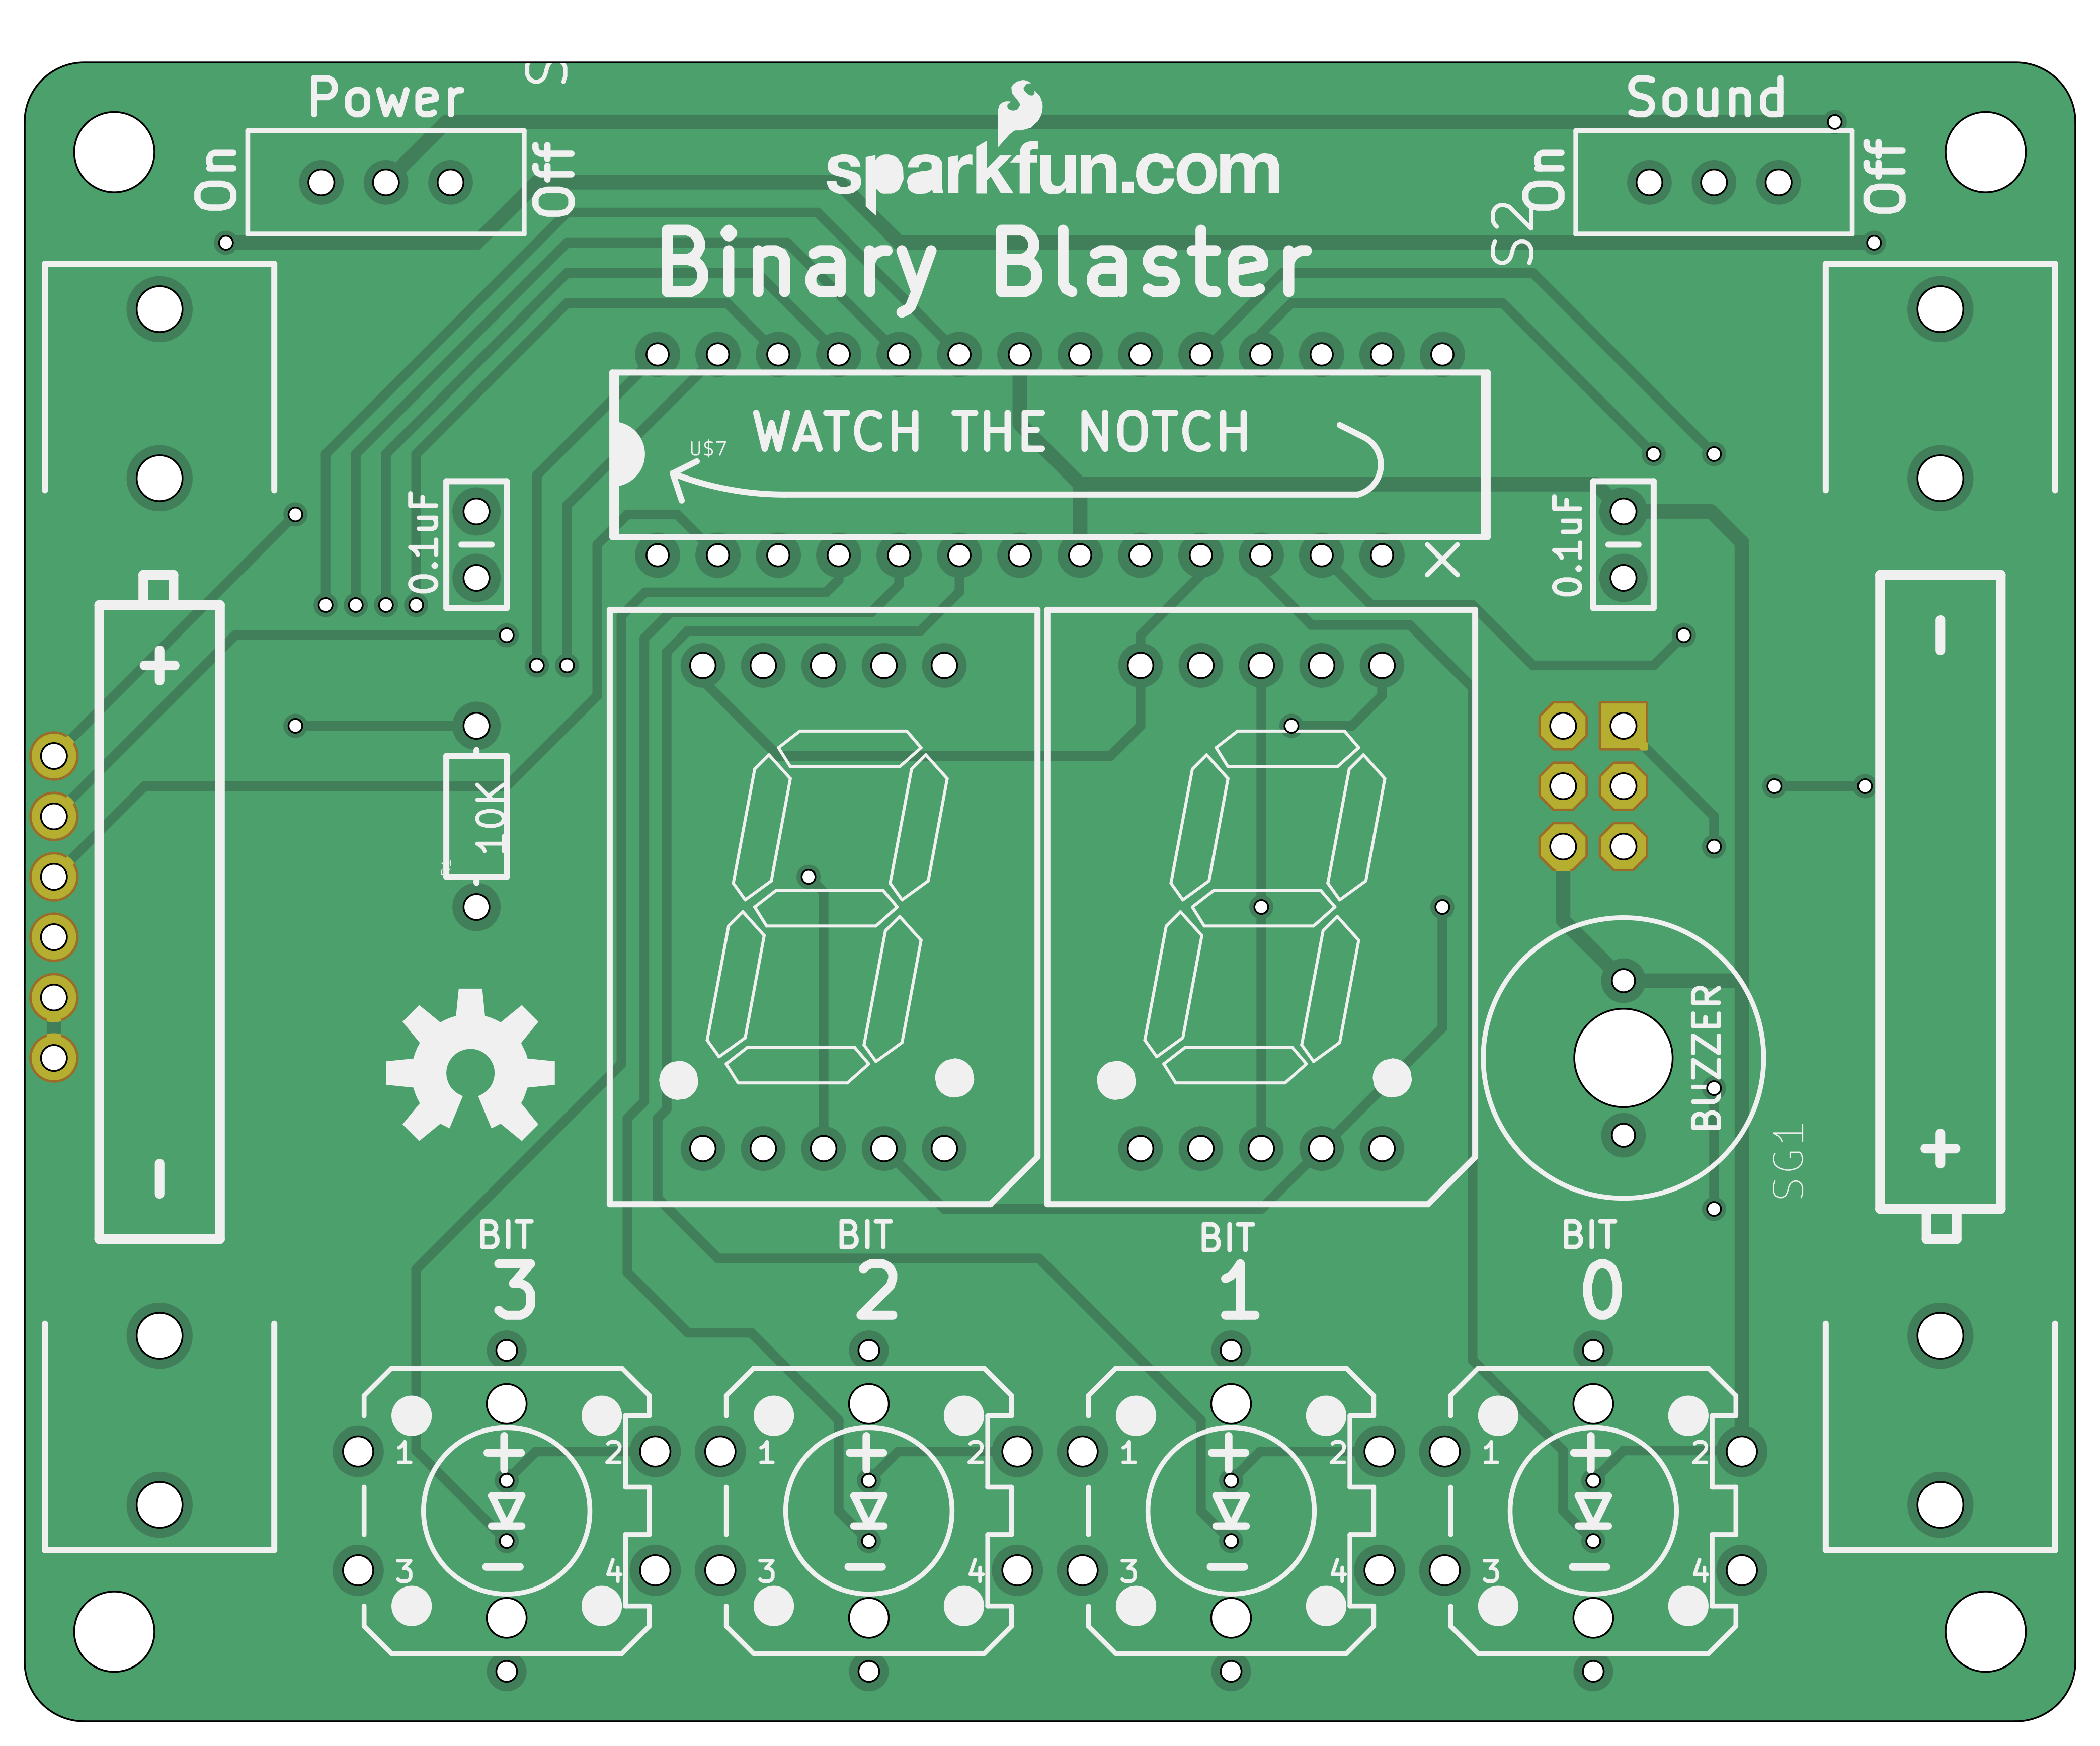 Power
S
Sound
On
Off
sparkfun.com
On
Off
S2
Binary Blaster
WATCH THE NOTCH
U$7
0.1uF
0.1uF
+
-
10K
BUZZER
SG1
-
+
BIT
3
BIT
2
BIT
1
BIT
0
1 + 2
1 + 2
1 + 2
1 + 2
3 - 4
3 - 4
3 - 4
3 - 4